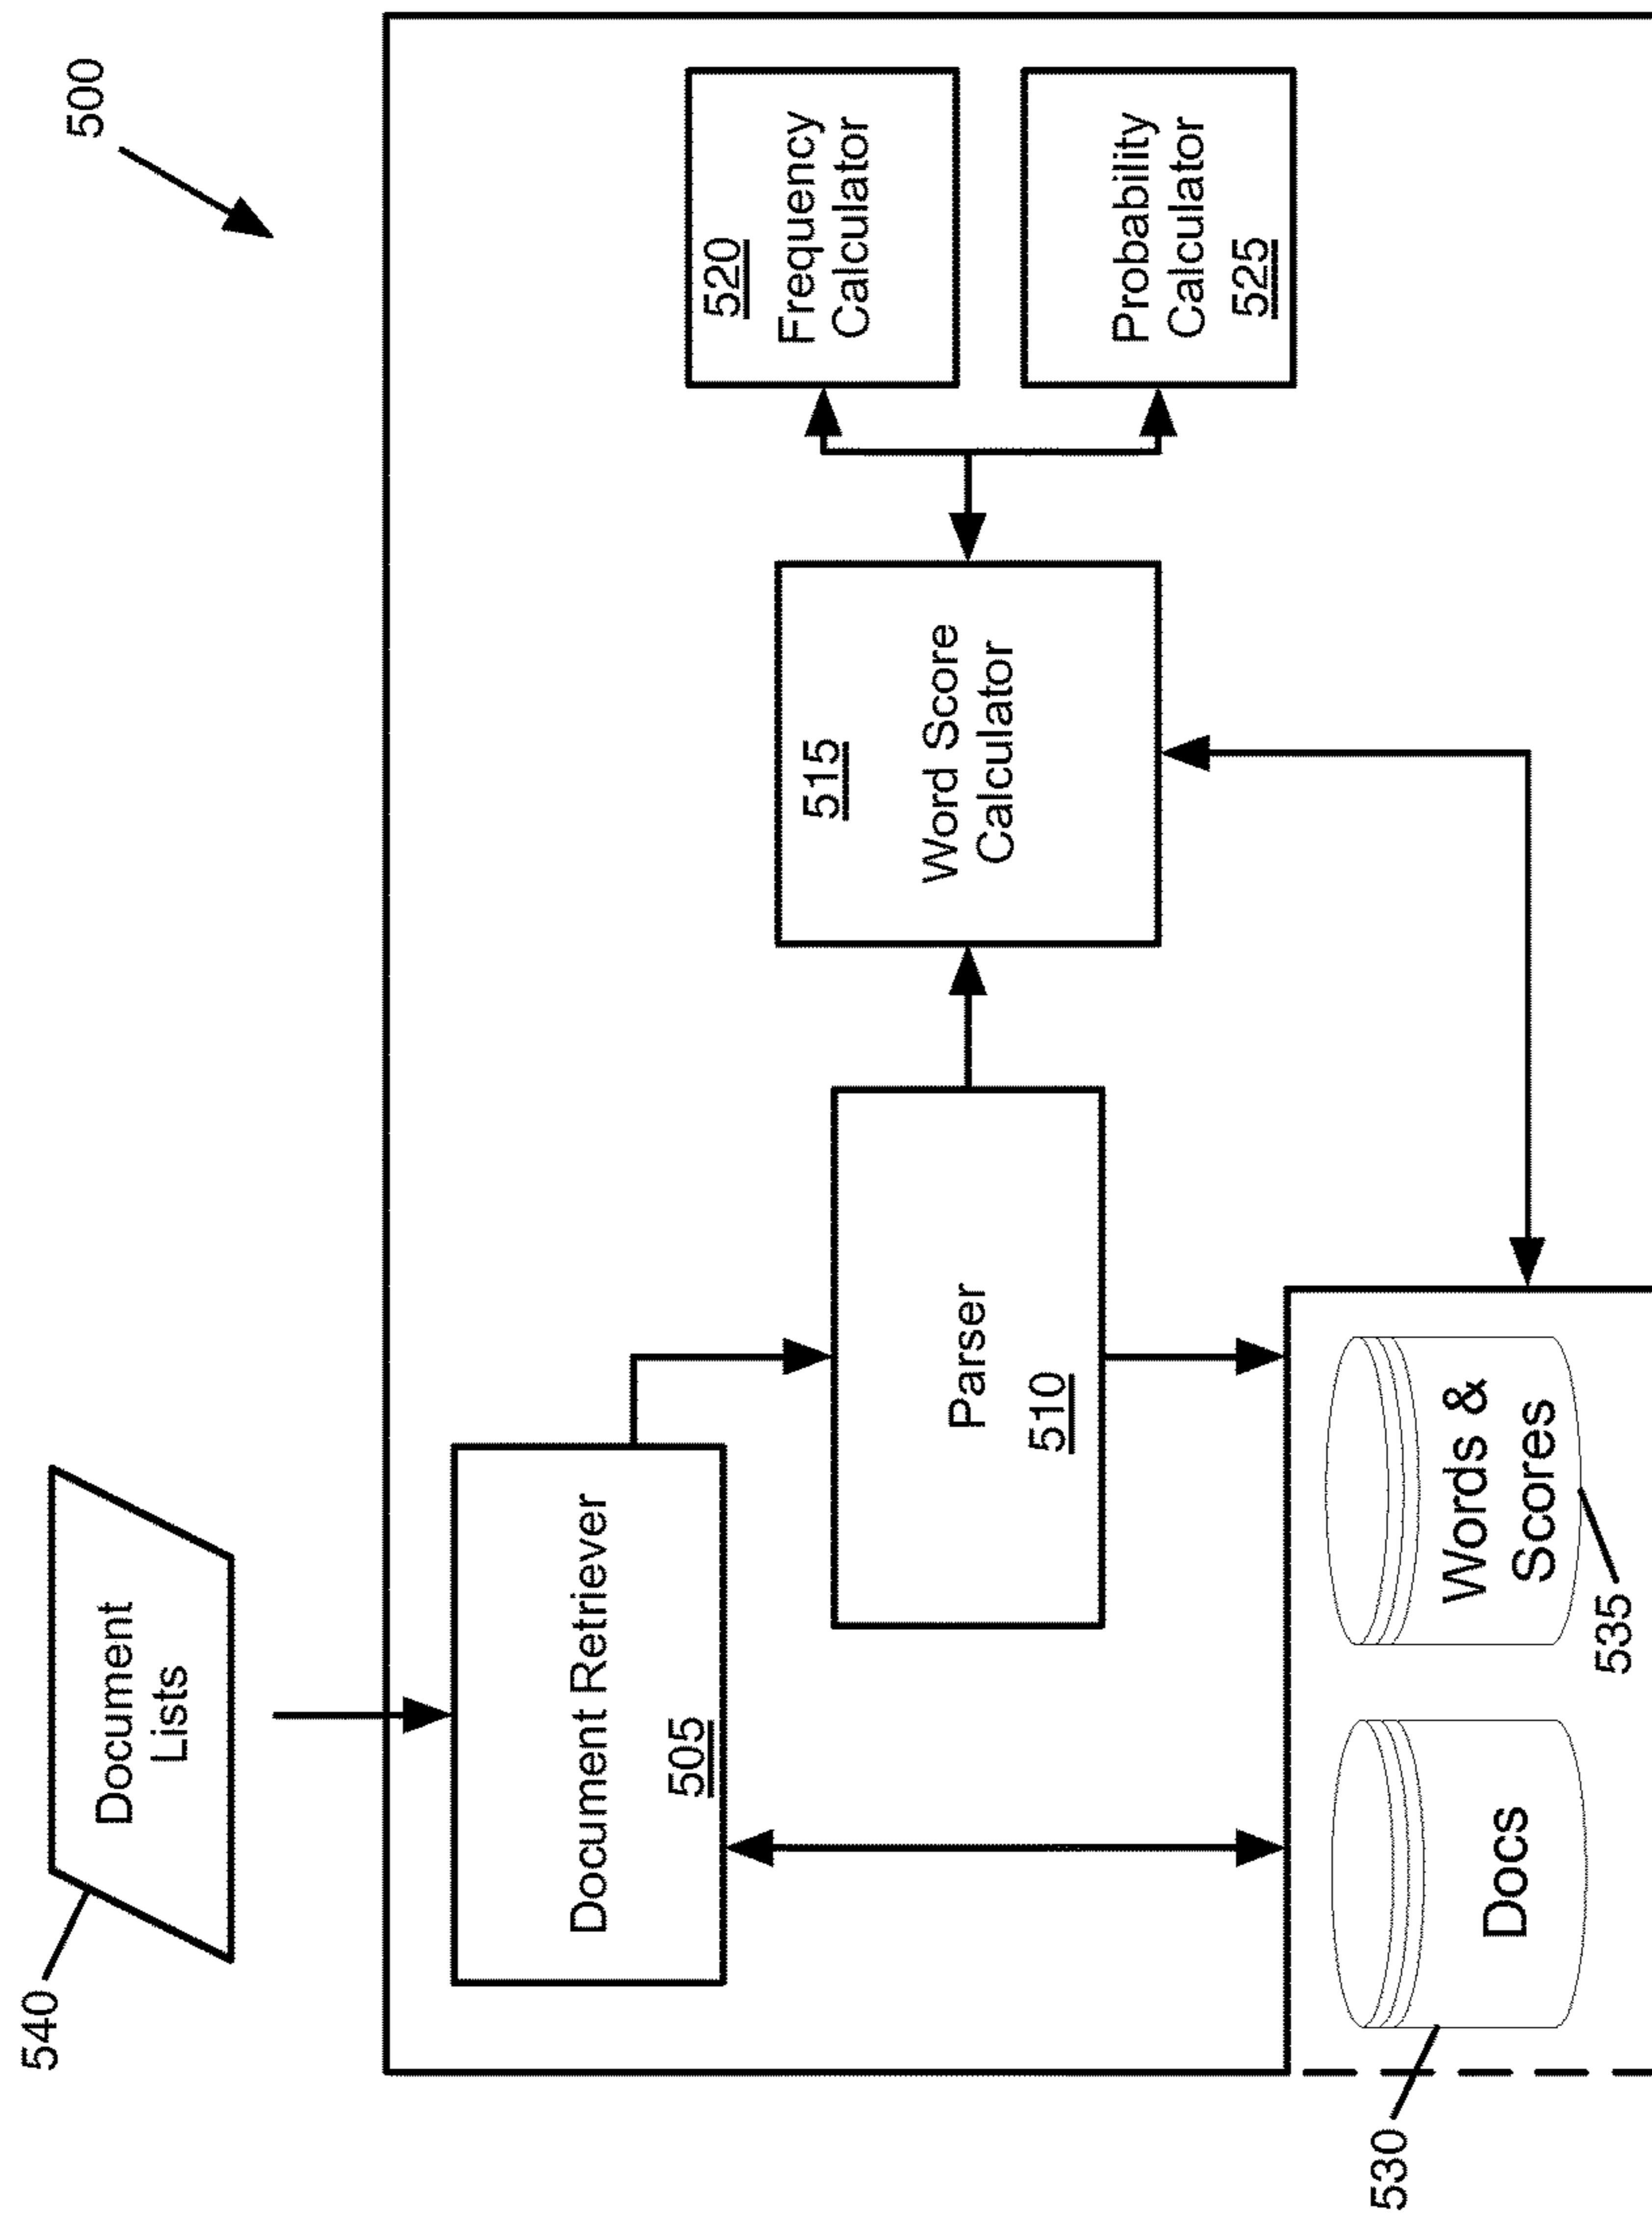 500
540
Document
Lists
Document Retriever
505
Parser
510
515
Word Score
Calculator
520
Frequency
Calculator
Probability
Calculator
525
Docs
530
Words &
Scores
535